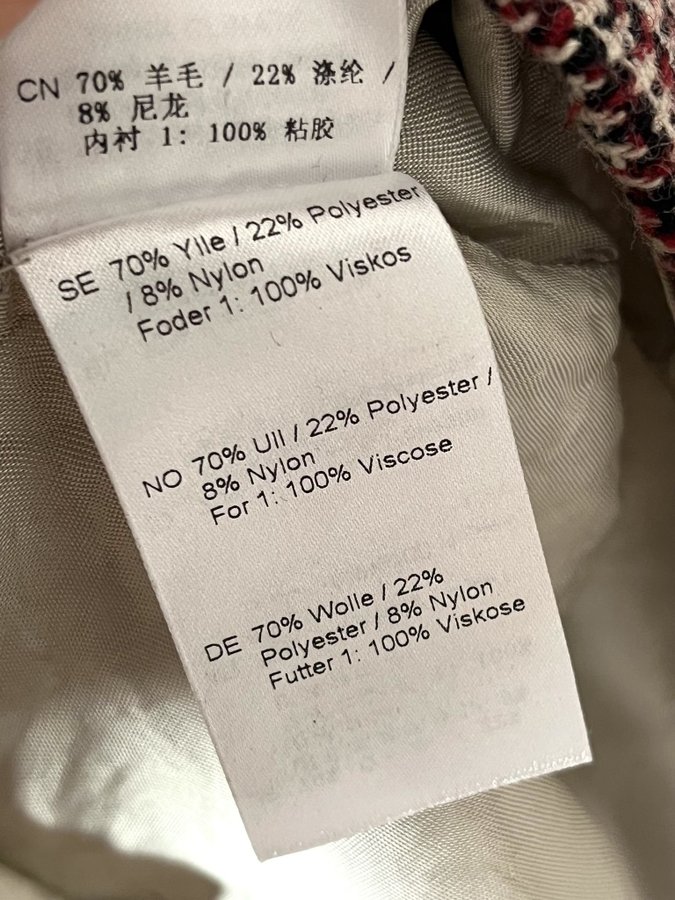 CN 70% 羊毛 / 22% 涤纶 /
8% 尼龙
内衬 1: 100% 粘胶
SE 70% Ylle / 22% Polyester
/ 8% Nylon
Foder 1: 100% Viskos
NO 70% Ull / 22% Polyester /
8% Nylon
For 1: 100% Viscose
DE 70% Wolle / 22%
Polyester / 8% Nylon
Futter 1: 100% Viskose